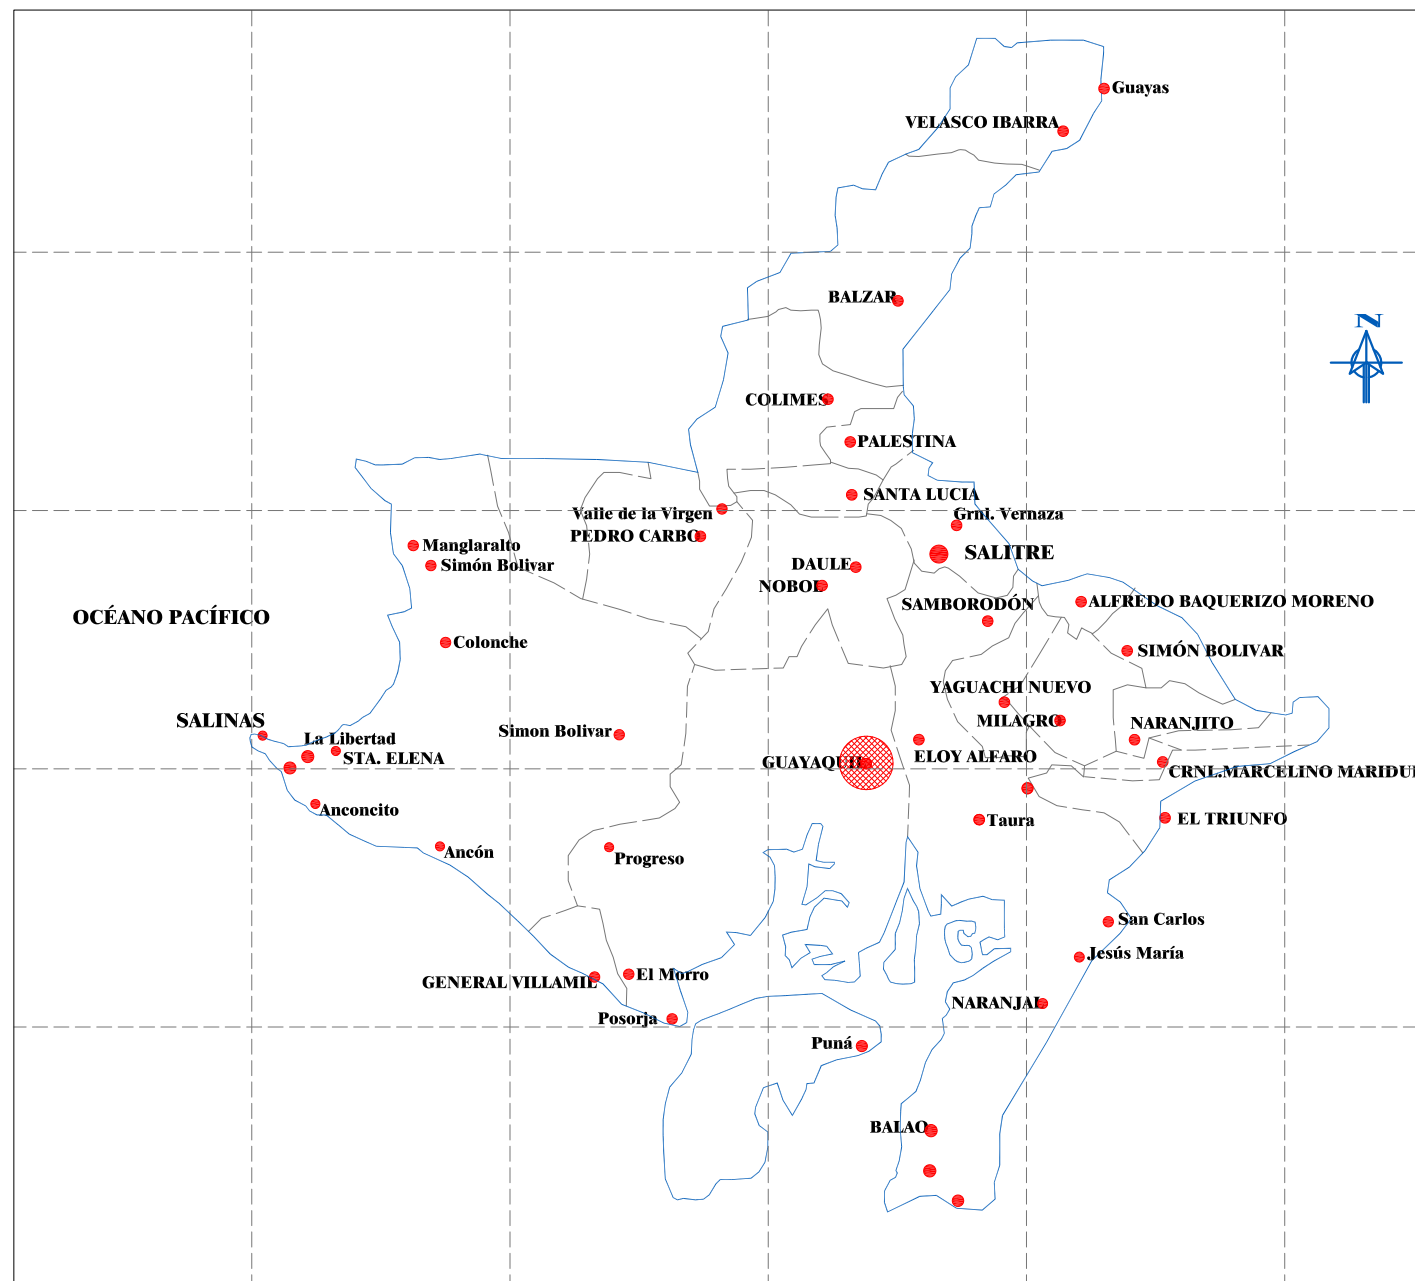 Guayas
VELASCO IBARRA
BALZAR
N
COLIMES
PALESTINA
SANTA LUCIA
Valle de la Virgen
Grnl. Vernaza
PEDRO CARBO
Manglaralto
SALITRE
Simón Bolivar
DAULE
NOBOL
SAMBORODÓN
ALFREDO BAQUERIZO MORENO
OCÉANO PACÍFICO
Colonche
SIMÓN BOLIVAR
YAGUACHI NUEVO
SALINAS
MILAGRO
NARANJITO
Simon Bolivar
La Libertad
STA. ELENA
ELOY ALFARO
GUAYAQUIL
CRNL.MARCELINO MARIDUE
Anconcito
Taura
EL TRIUNFO
Ancón
Progreso
San Carlos
Jesús María
El Morro
GENERAL VILLAMIL
NARANJAL
Posorja
Puná
BALAO